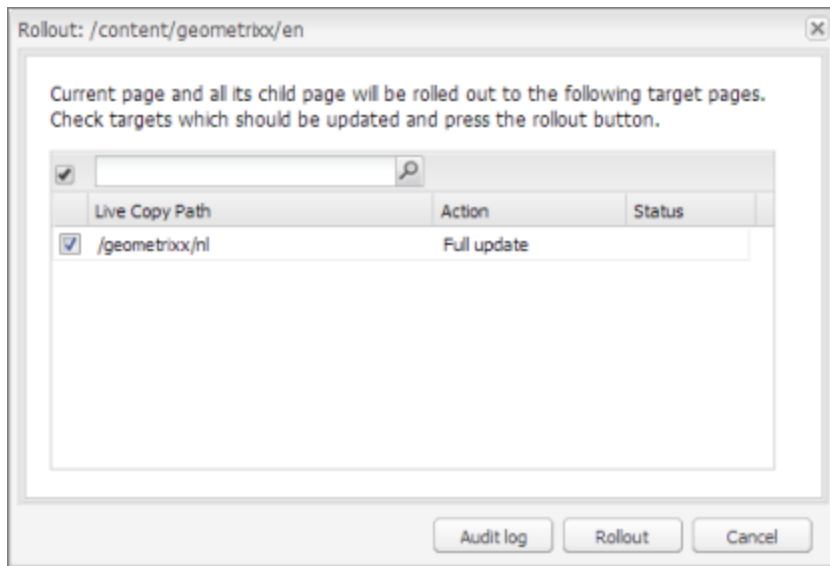 Rollout: /content/geometrixx/en
Current page and all its child page will be rolled out to the following target pages.
Check targets which should be updated and press the rollout button.
Live Copy Path Action Status
/geometrixx/nl Full update
Audit log Rollout Cancel